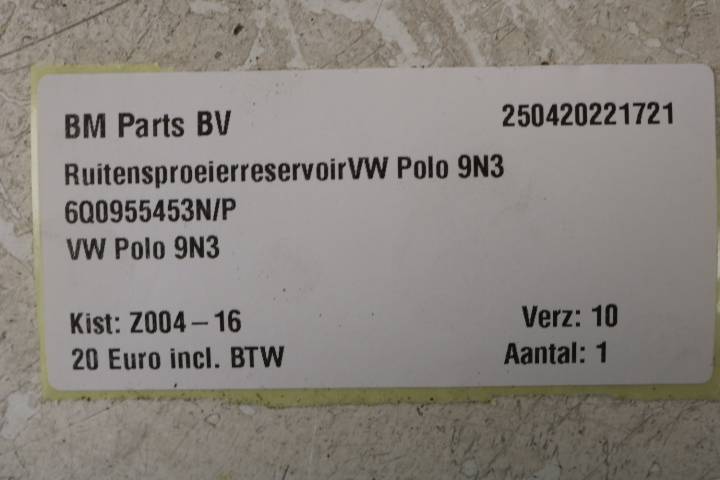 BM Parts BV 250420221721
RuitensproeierreservoirVW Polo 9N3
6Q0955453N/P
VW Polo 9N3
Kist: Z004-16 Verz: 10
20 Euro incl. BTW Aantal: 1